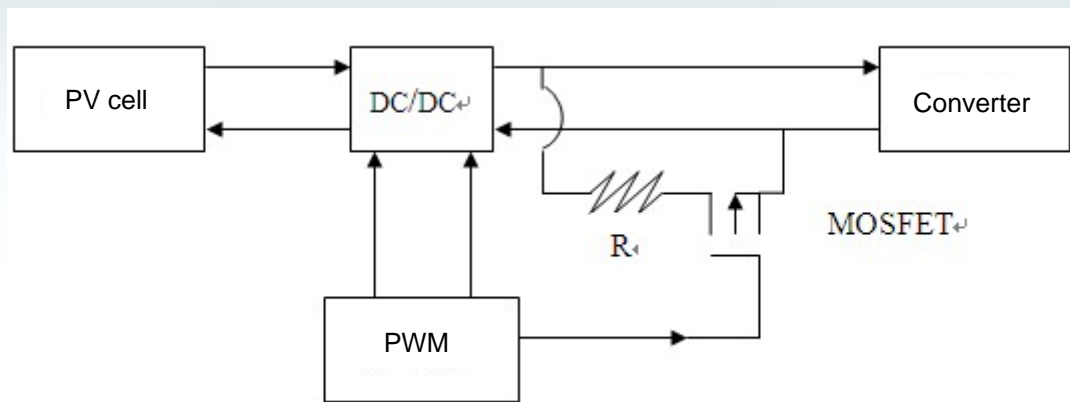 PV cell
DC/DC↵
Converter
R↵
MOSFET↵
PWM